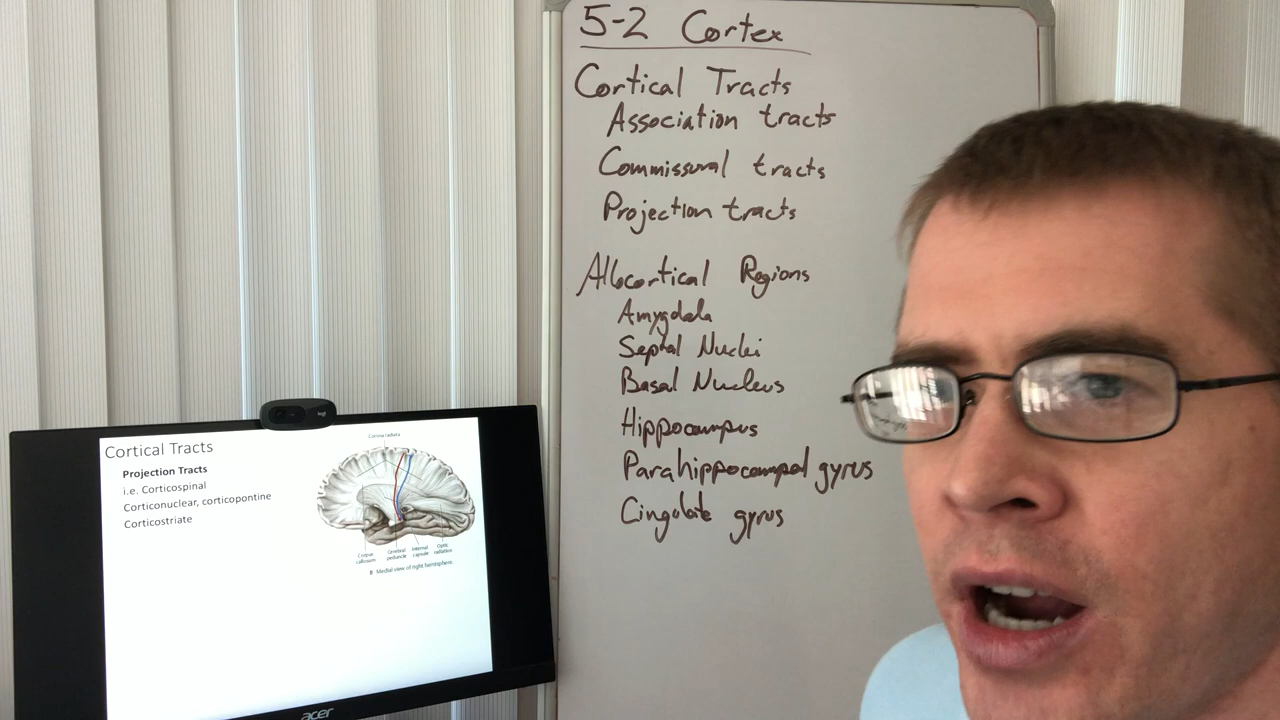 5-2 Cortex
Cortical Tracts
Association tracts
Commissural tracts
Projection tracts
Allocortical Regions
Amygdala
Septal Nuclei
Basal Nucleus
Hippocampus
Parahippocampal gyrus
Cingulate gyrus
Cortical Tracts
Projection Tracts
i.e. Corticospinal
Corticonuclear, corticopontine
Corticostriate
Corona radiata
Corpus callosum
Cerebral peduncle
Internal capsule
Optic radiation
B Medial view of right hemisphere.
logi
acer